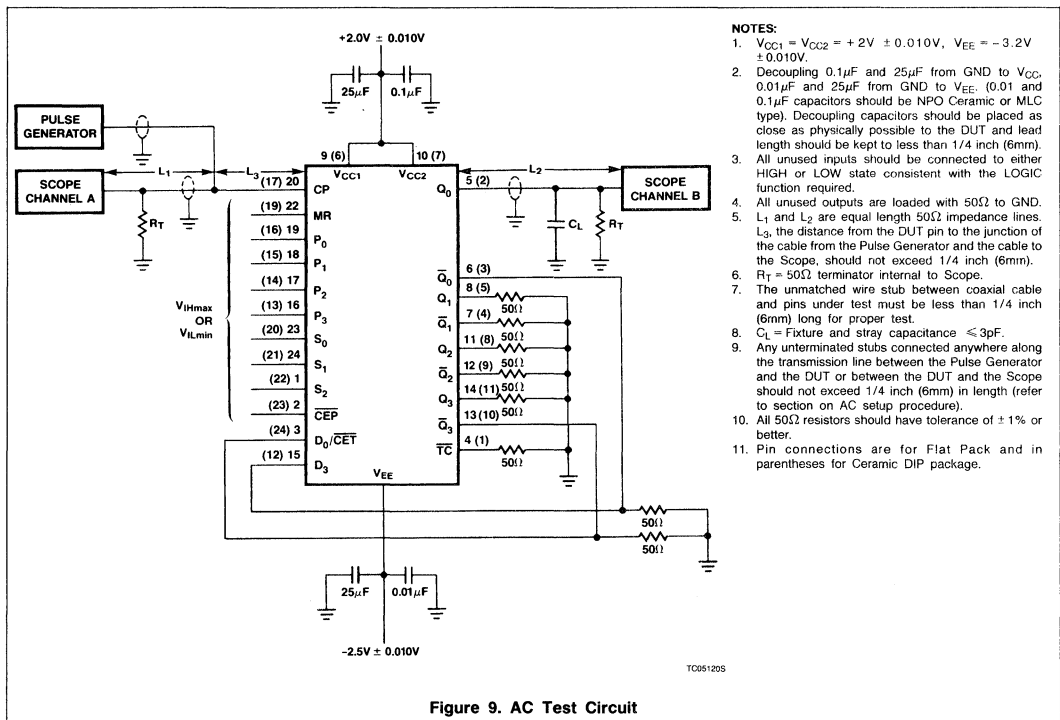 +2.0V ± 0.010V
25µF
0.1µF
PULSE
GENERATOR
SCOPE
CHANNEL A
L1
L3
RT
9 (6)
10 (7)
VCC1
VCC2
(17) 20
CP
(19) 22
MR
(16) 19
P0
(15) 18
P1
(14) 17
P2
(13) 16
P3
(20) 23
S0
(21) 24
S1
(22) 1
S2
(23) 2
CEP
(24) 3
D0/CET
(12) 15
D3
VIHmax
OR
VILmin
VEE
5 (2)
Q0
L2
SCOPE
CHANNEL B
CL
RT
6 (3)
Q̅0
8 (5)
Q1
50Ω
7 (4)
Q̅1
50Ω
11 (8)
Q2
50Ω
12 (9)
Q̅2
50Ω
14 (11)
Q3
50Ω
13 (10)
Q̅3
4 (1)
TC
50Ω
50Ω
50Ω
25µF
0.01µF
–2.5V ± 0.010V
TC05120S
NOTES:
1. VCC1 = VCC2 = + 2V ± 0.010V, VEE = – 3.2V
± 0.010V.
2. Decoupling 0.1µF and 25µF from GND to VCC,
0.01µF and 25µF from GND to VEE. (0.01 and
0.1µF capacitors should be NPO Ceramic or MLC
type). Decoupling capacitors should be placed as
close as physically possible to the DUT and lead
length should be kept to less than 1/4 inch (6mm).
3. All unused inputs should be connected to either
HIGH or LOW state consistent with the LOGIC
function required.
4. All unused outputs are loaded with 50Ω to GND.
5. L1 and L2 are equal length 50Ω impedance lines.
L3, the distance from the DUT pin to the junction of
the cable from the Pulse Generator and the cable to
the Scope, should not exceed 1/4 inch (6mm).
6. RT = 50Ω terminator internal to Scope.
7. The unmatched wire stub between coaxial cable
and pins under test must be less than 1/4 inch
(6mm) long for proper test.
8. CL = Fixture and stray capacitance ≤ 3pF.
9. Any unterminated stubs connected anywhere along
the transmission line between the Pulse Generator
and the DUT or between the DUT and the Scope
should not exceed 1/4 inch (6mm) in length (refer
to section on AC setup procedure).
10. All 50Ω resistors should have tolerance of ± 1% or
better.
11. Pin connections are for Flat Pack and in
parentheses for Ceramic DIP package.
Figure 9. AC Test Circuit